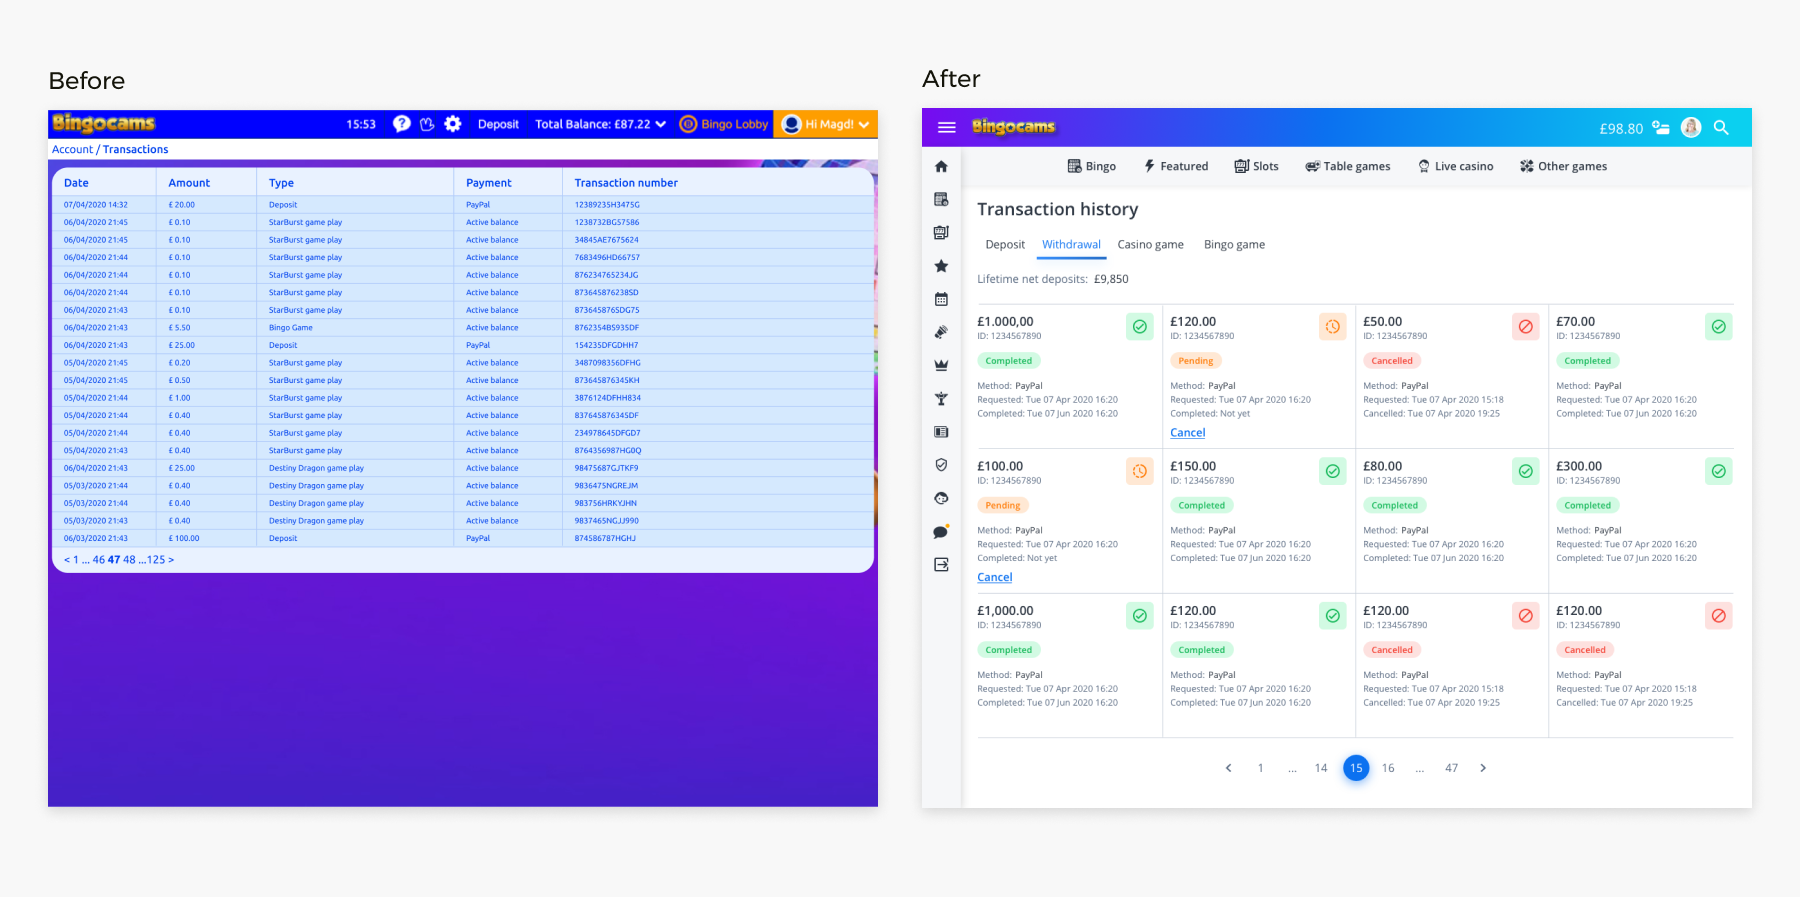 Before
Bingocams 15:53 Deposit Total Balance: £87.22 Bingo Lobby Hi Magd!
Account / Transactions
Date Amount Type Payment Transaction number
07/04/2020 14:32 £ 20.00 Deposit PayPal 12389235H3475G
06/04/2020 21:45 £ 0.10 StarBurst game play Active balance 1238732BG57586
06/04/2020 21:45 £ 0.10 StarBurst game play Active balance 34845AE7675624
06/04/2020 21:44 £ 0.10 StarBurst game play Active balance 7683496HD66757
06/04/2020 21:44 £ 0.10 StarBurst game play Active balance 876234765234JG
06/04/2020 21:44 £ 0.10 StarBurst game play Active balance 873645876238SD
06/04/2020 21:43 £ 0.10 StarBurst game play Active balance 873645876SDG75
06/04/2020 21:43 £ 5.50 Bingo Game Active balance 8762354BS935DF
06/04/2020 21:43 £ 25.00 Deposit PayPal 154235DFGDHH7
05/04/2020 21:45 £ 0.20 StarBurst game play Active balance 3487098356DFHG
05/04/2020 21:45 £ 0.50 StarBurst game play Active balance 873645876345KH
05/04/2020 21:44 £ 1.00 StarBurst game play Active balance 3876124DFHH834
05/04/2020 21:44 £ 0.40 StarBurst game play Active balance 837645876345DF
05/04/2020 21:44 £ 0.40 StarBurst game play Active balance 234978645DFGD7
05/04/2020 21:43 £ 0.40 StarBurst game play Active balance 8764356987HG0Q
06/04/2020 21:44 £ 25.00 Destiny Dragon game play Active balance 98475687GJTKF9
05/03/2020 21:44 £ 0.40 Destiny Dragon game play Active balance 9836475NGREJM
05/03/2020 21:44 £ 0.40 Destiny Dragon game play Active balance 983756HRKYJHN
05/03/2020 21:43 £ 0.40 Destiny Dragon game play Active balance 9837465NGJJ990
06/03/2020 21:43 £ 100.00 Deposit PayPal 874586787HGHJ
< 1 ... 46 47 48 ...125 >
After
Bingocams £98.80
Bingo Featured Slots Table games Live casino Other games
Transaction history
Deposit Withdrawal Casino game Bingo game
Lifetime net deposits: £9,850
£1.000,00 £120.00 £50.00 £70.00
ID: 1234567890 ID: 1234567890 ID: 1234567890 ID: 1234567890
Completed Pending Cancelled Completed
Method: PayPal Method: PayPal Method: PayPal Method: PayPal
Requested: Tue 07 Apr 2020 16:20 Requested: Tue 07 Apr 2020 16:20 Requested: Tue 07 Apr 2020 15:18 Requested: Tue 07 Apr 2020 16:20
Completed: Tue 07 Jun 2020 16:20 Completed: Not yet Cancelled: Tue 07 Apr 2020 19:25 Completed: Tue 07 Jun 2020 16:20
Cancel
£100.00 £150.00 £80.00 £300.00
ID: 1234567890 ID: 1234567890 ID: 1234567890 ID: 1234567890
Pending Completed Completed Completed
Method: PayPal Method: PayPal Method: PayPal Method: PayPal
Requested: Tue 07 Apr 2020 16:20 Requested: Tue 07 Apr 2020 16:20 Requested: Tue 07 Apr 2020 16:20 Requested: Tue 07 Apr 2020 16:20
Completed: Not yet Completed: Tue 07 Jun 2020 16:20 Completed: Tue 07 Jun 2020 16:20 Completed: Tue 07 Jun 2020 16:20
Cancel
£1,000.00 £120.00 £120.00 £120.00
ID: 1234567890 ID: 1234567890 ID: 1234567890 ID: 1234567890
Completed Completed Cancelled Cancelled
Method: PayPal Method: PayPal Method: PayPal Method: PayPal
Requested: Tue 07 Apr 2020 16:20 Requested: Tue 07 Apr 2020 16:20 Requested: Tue 07 Apr 2020 15:18 Requested: Tue 07 Apr 2020 15:18
Completed: Tue 07 Jun 2020 16:20 Completed: Tue 07 Jun 2020 16:20 Cancelled: Tue 07 Apr 2020 19:25 Cancelled: Tue 07 Apr 2020 19:25
< 1 ... 14 15 16 ... 47 >